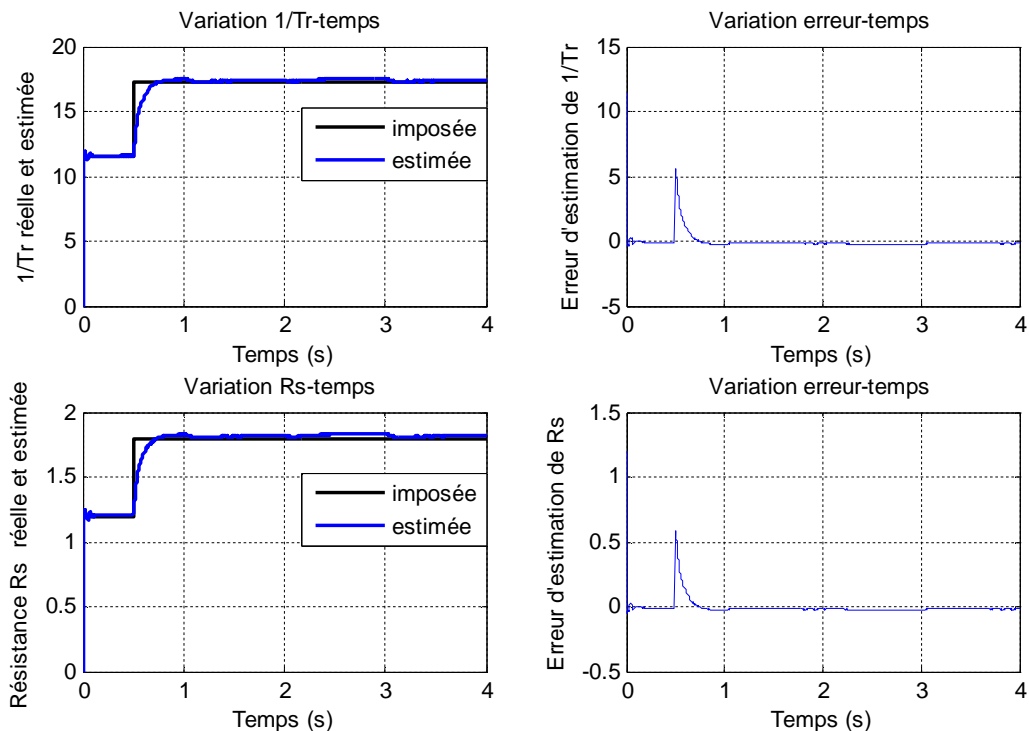 Variation 1/Tr-temps
1/Tr réelle et estimée
20
15
10
5
0
imposée
estimée
0 1 2 3 4
Temps (s)
Variation erreur-temps
Erreur d'estimation de 1/Tr
15
10
5
0
-5
0 1 2 3 4
Temps (s)
Variation Rs-temps
Résistance Rs réelle et estimée
2
1.5
1
0.5
0
imposée
estimée
0 1 2 3 4
Temps (s)
Variation erreur-temps
Erreur d'estimation de Rs
1.5
1
0.5
0
-0.5
0 1 2 3 4
Temps (s)